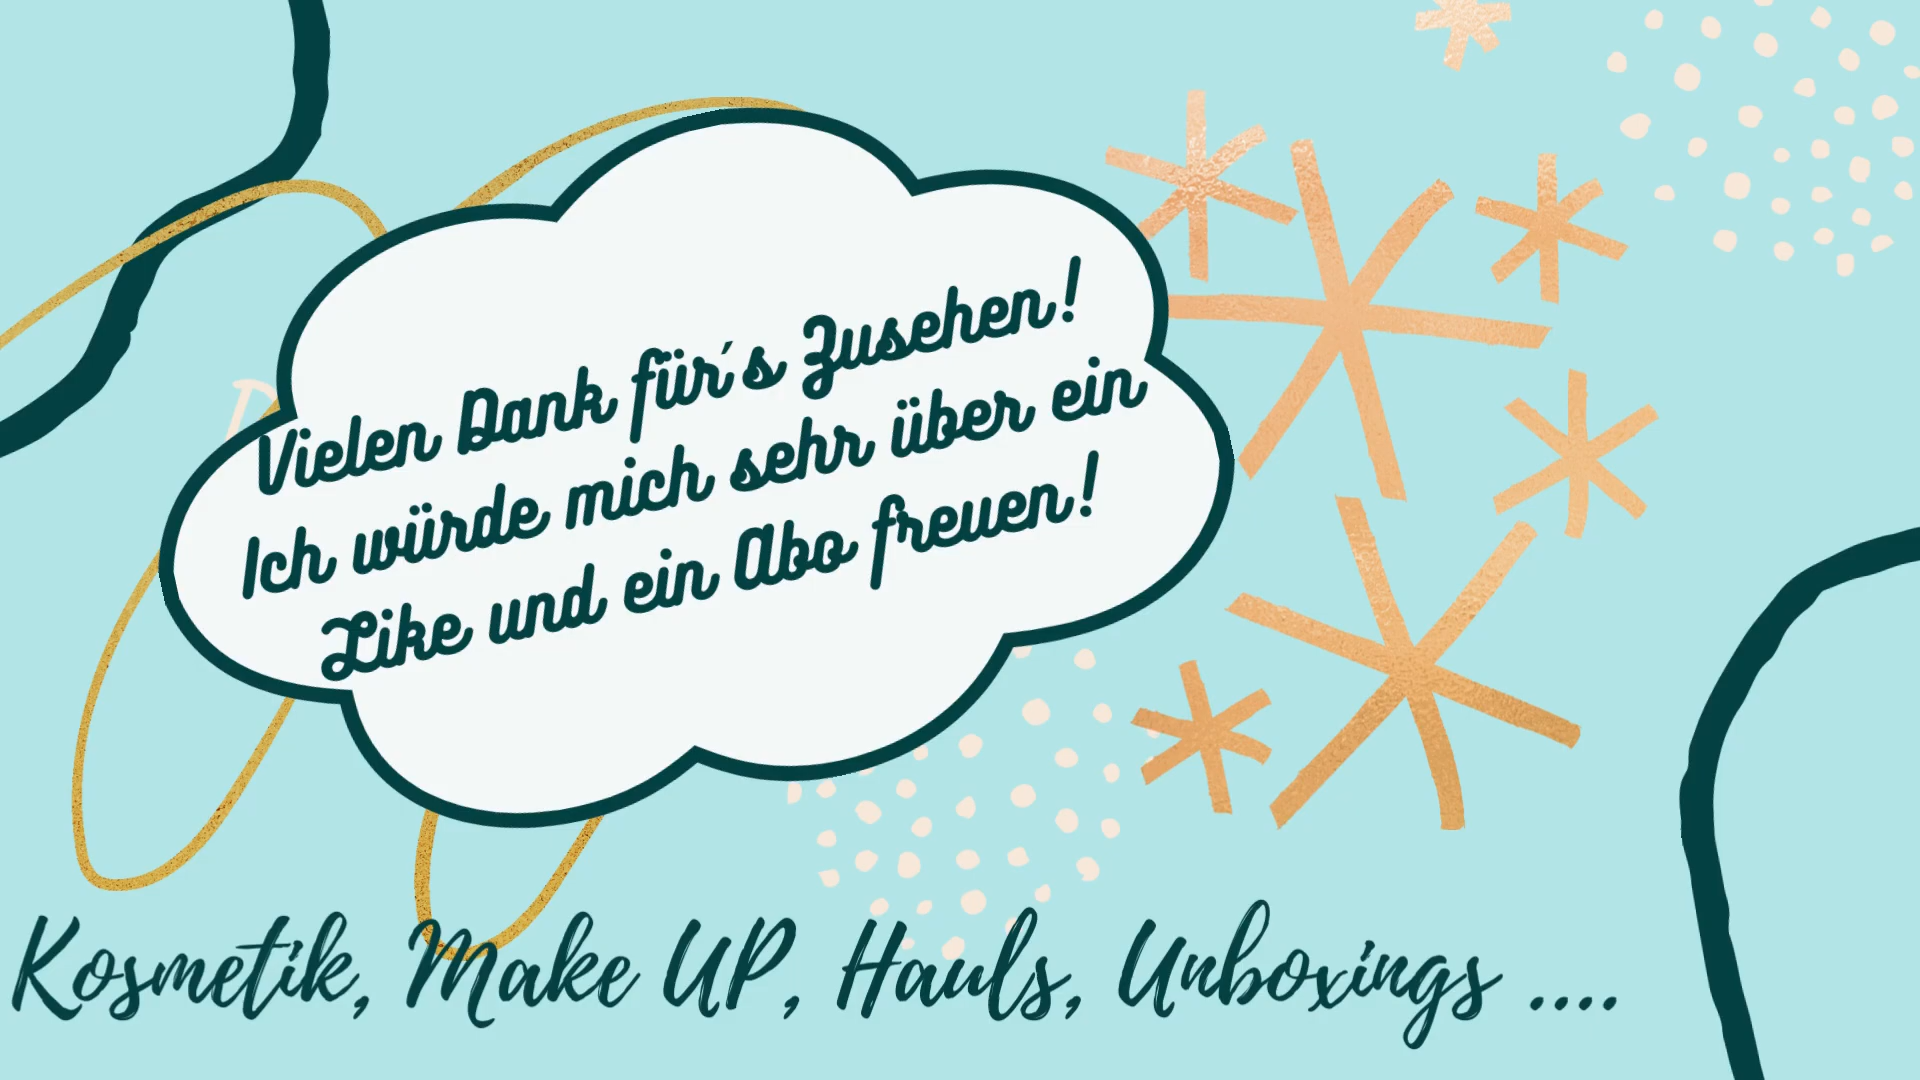 Vielen Dank für´s Zusehen!
Ich würde mich sehr über ein
Like und ein Abo freuen!
Kosmetik, Make UP, Hauls, Unboxings ....